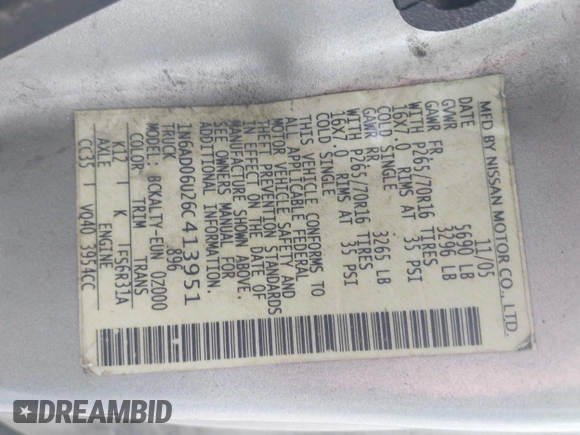 MFD BY NISSAN MOTOR CO., LTD.
DATE 11/05
GVWR 5690 LB
GAWR FR 3296 LB
WITH P265/70R16 TIRES
16X7.0 RIMS AT 35 PSI
COLD SINGLE
GAWR RR 3265 LB
WITH P265/70R16 TIRES
16X7.0 RIMS AT 35 PSI
COLD SINGLE
THIS VEHICLE CONFORMS TO
ALL APPLICABLE FEDERAL
MOTOR VEHICLE SAFETY AND
THEFT PREVENTION STANDARDS
IN EFFECT ON THE DATE OF
MANUFACTURE SHOWN ABOVE.
SEE OWNERS MANUAL FOR
ADDITIONAL INFORMATION.
1N6AD06U26C413951
TRUCK 896
MODEL: BCKALTY-EUN 0Z000
COLOR TRIM TRANS
K12 I K I FS6R31A
AXLE ENGINE
CC35 I VQ40 3954CC
DREAMBID